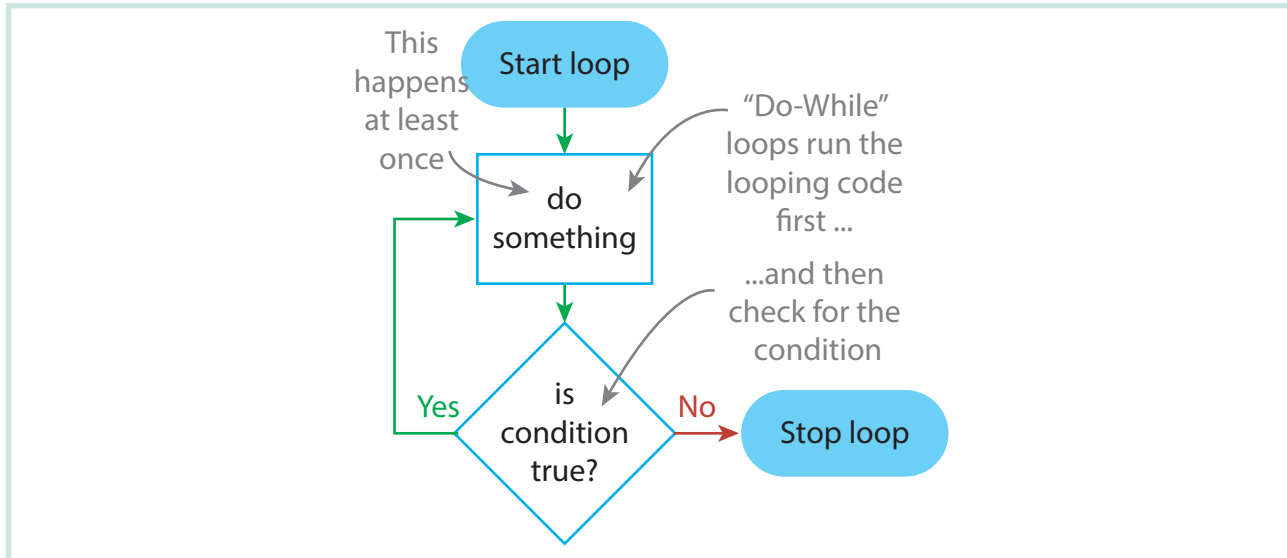 This
happens
at least
once
Start loop
“Do-While”
loops run the
looping code
first ...
do
something
...and then
check for the
condition
is
condition
true?
Yes
No
Stop loop